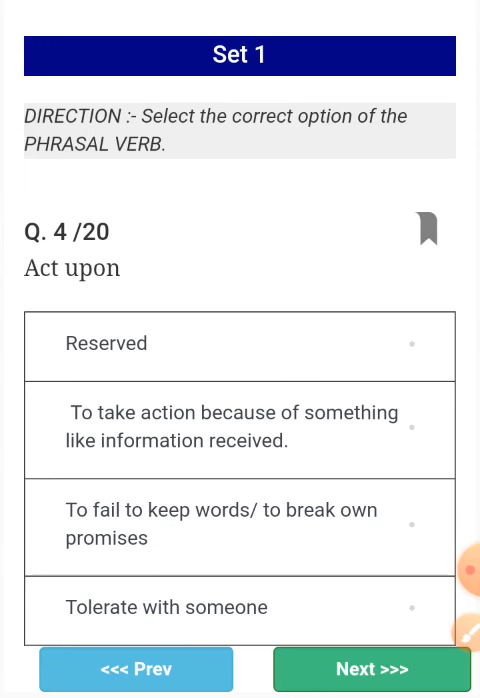 Set 1
DIRECTION :- Select the correct option of the
PHRASAL VERB.
Q. 4 /20
Act upon
Reserved
To take action because of something
like information received.
To fail to keep words/ to break own
promises
Tolerate with someone
<<< Prev
Next >>>